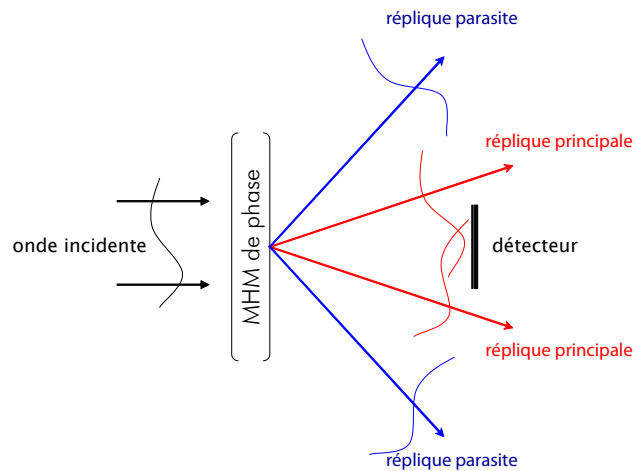 réplique parasite
réplique principale
MHM de phase
onde incidente
détecteur
réplique principale
réplique parasite